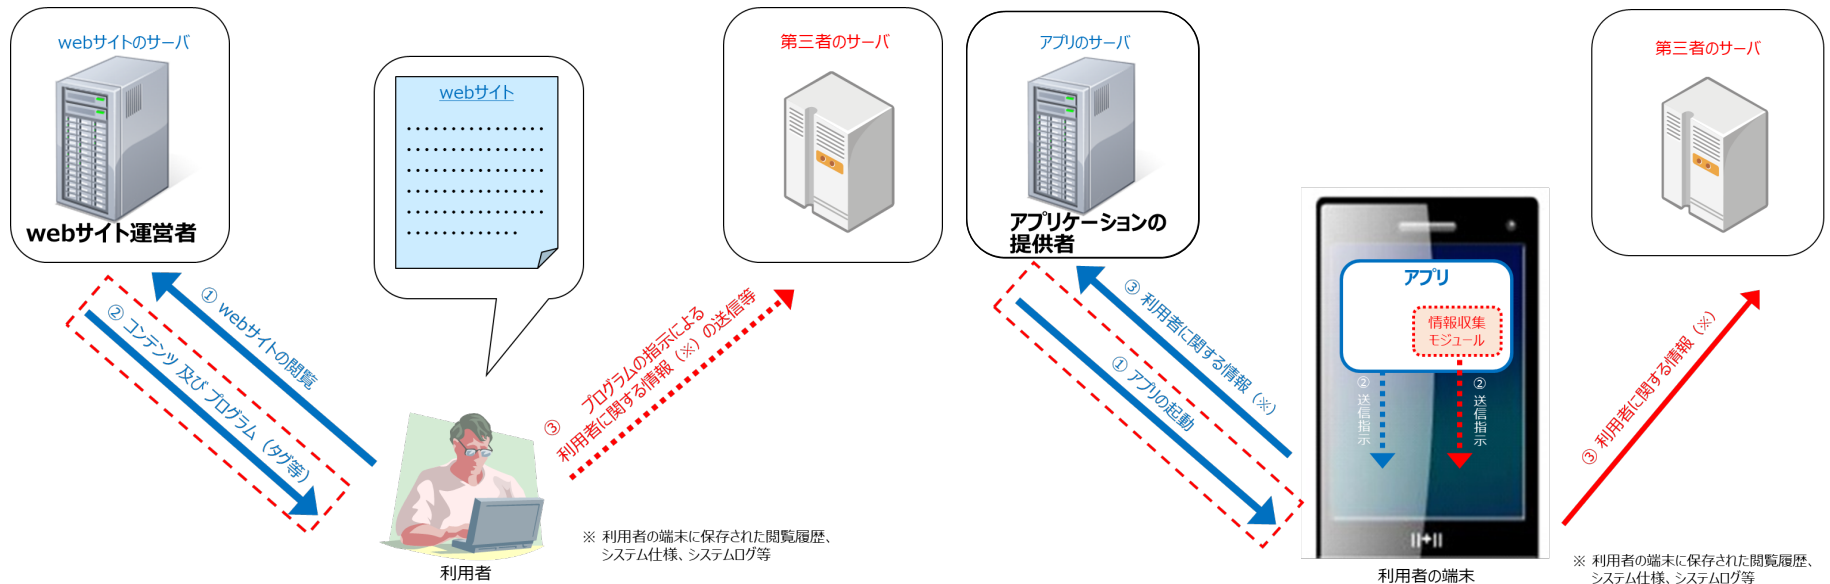 webサイトのサーバ
webサイト運営者
webサイト
第三者のサーバ
① webサイトの閲覧
② コンテンツ 及び プログラム（タグ等）
③ プログラムの指示による
利用者に関する情報（※）の送信等
利用者
※ 利用者の端末に保存された閲覧履歴、
システム仕様、システムログ等
アプリのサーバ
アプリケーションの
提供者
第三者のサーバ
③ 利用者に関する情報（※）
① アプリの起動
アプリ
情報収集
モジュール
② 送信指示
② 送信指示
③ 利用者に関する情報（※）
利用者の端末
※ 利用者の端末に保存された閲覧履歴、
システム仕様、システムログ等